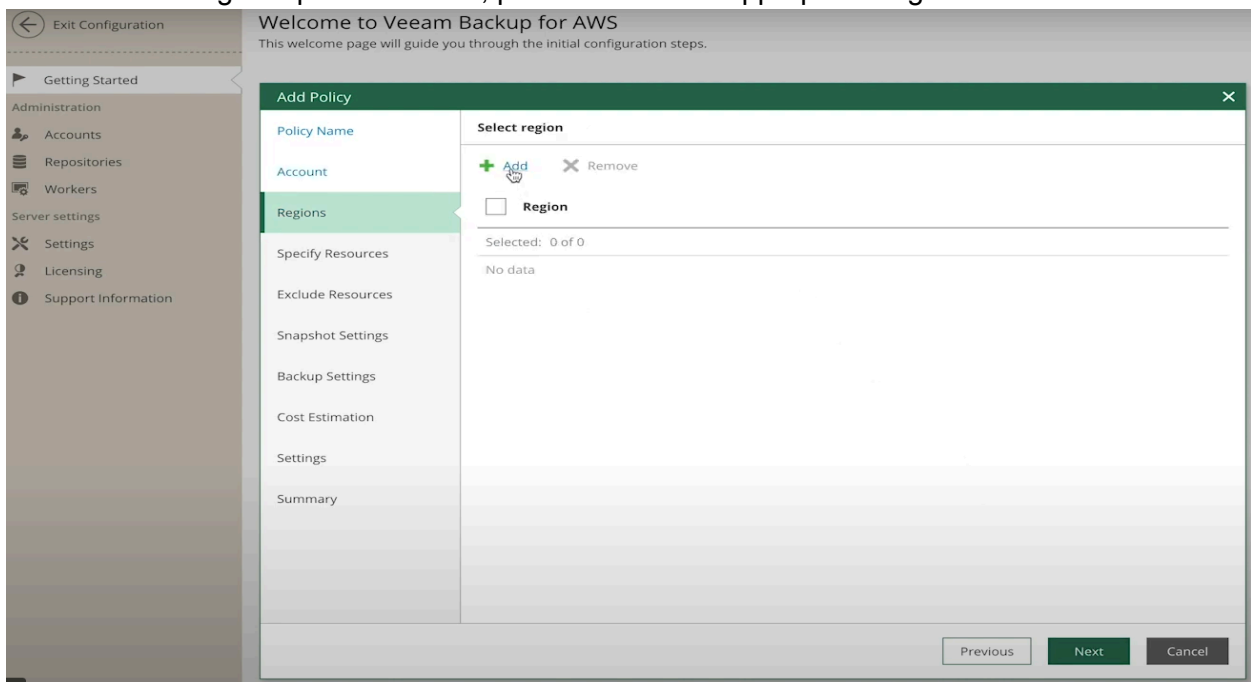 Exit Configuration
Welcome to Veeam Backup for AWS
This welcome page will guide you through the initial configuration steps.
Getting Started
Administration
Accounts
Repositories
Workers
Server settings
Settings
Licensing
Support Information
Add Policy
Policy Name
Account
Regions
Specify Resources
Exclude Resources
Snapshot Settings
Backup Settings
Cost Estimation
Settings
Summary
Select region
Add Remove
Region
Selected: 0 of 0
No data
Previous Next Cancel